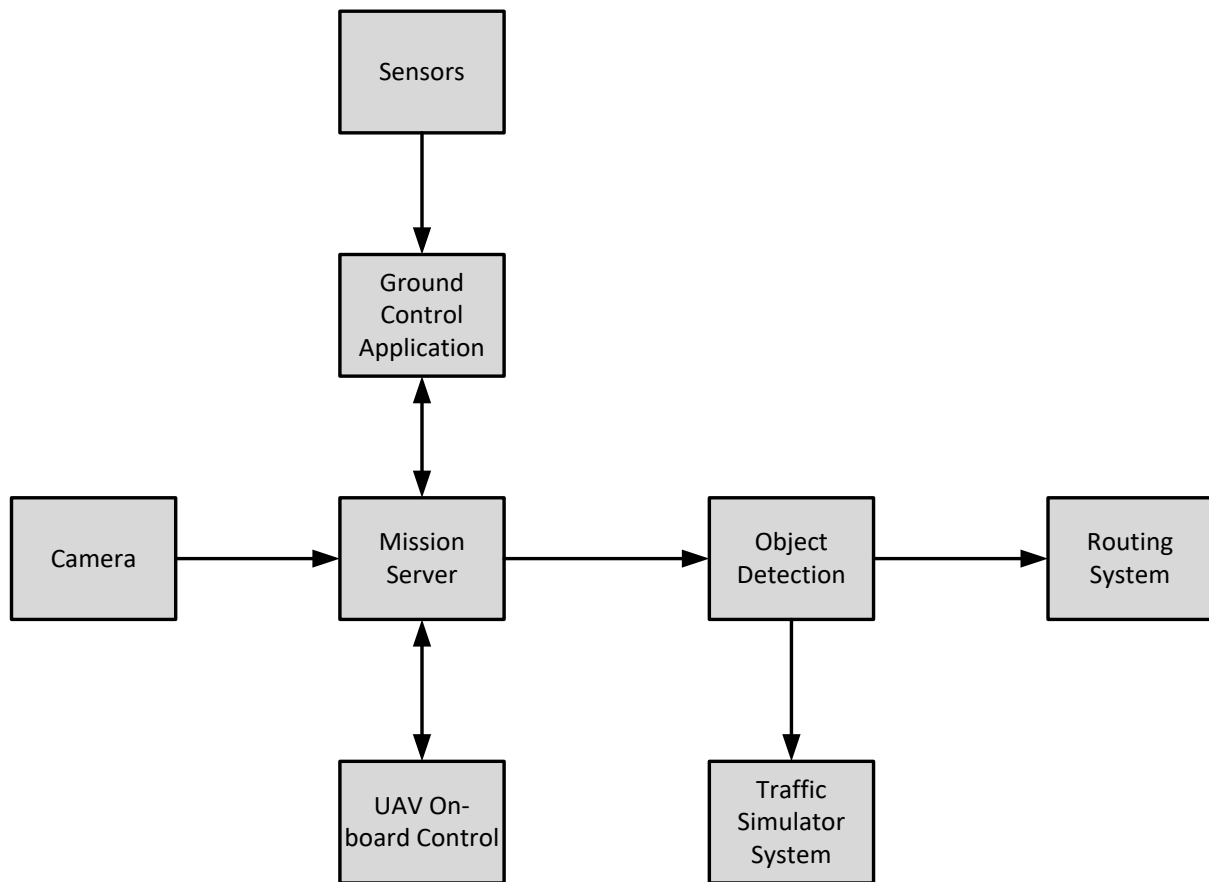 Sensors
Ground
Control
Application
Camera
Mission
Server
Object
Detection
Routing
System
UAV On-
board Control
Traffic
Simulator
System